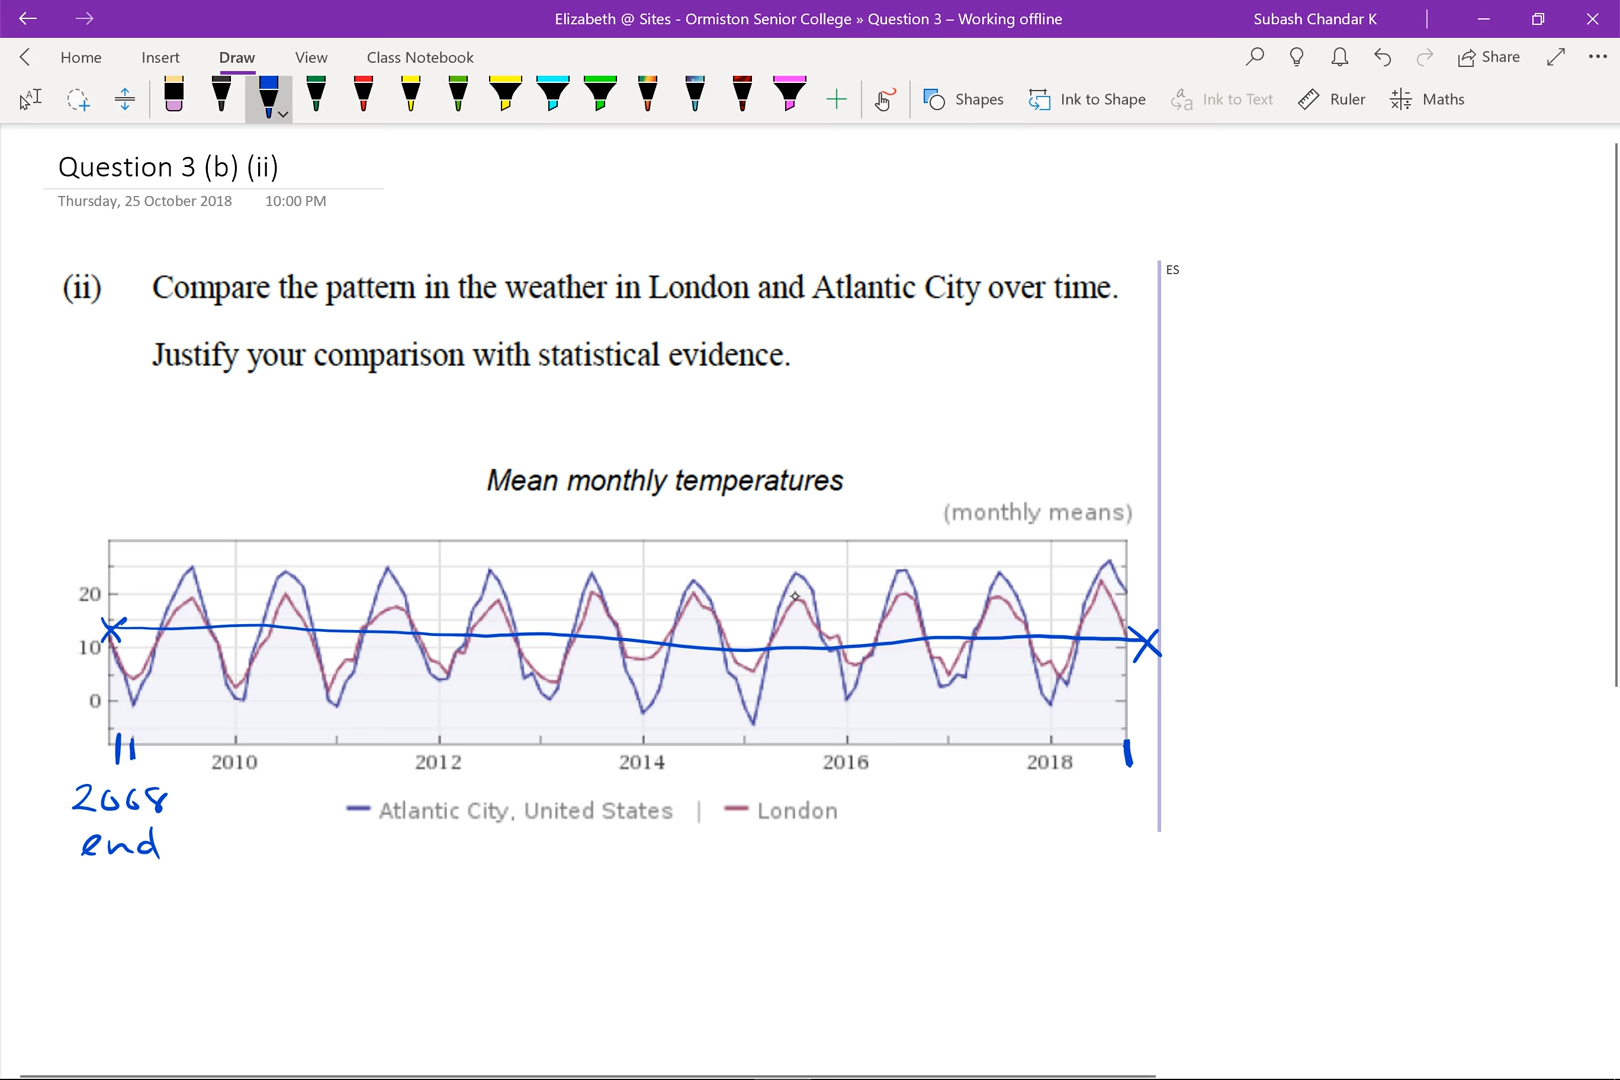 Elizabeth @ Sites - Ormiston Senior College » Question 3 – Working offline
Subash Chandar K
Home Insert Draw View Class Notebook
Share
Shapes Ink to Shape Ink to Text Ruler Maths
Question 3 (b) (ii)
Thursday, 25 October 2018 10:00 PM
ES
(ii) Compare the pattern in the weather in London and Atlantic City over time.
Justify your comparison with statistical evidence.
Mean monthly temperatures
(monthly means)
20
10
0
2010 2012 2014 2016 2018
2008
end
Atlantic City, United States | London